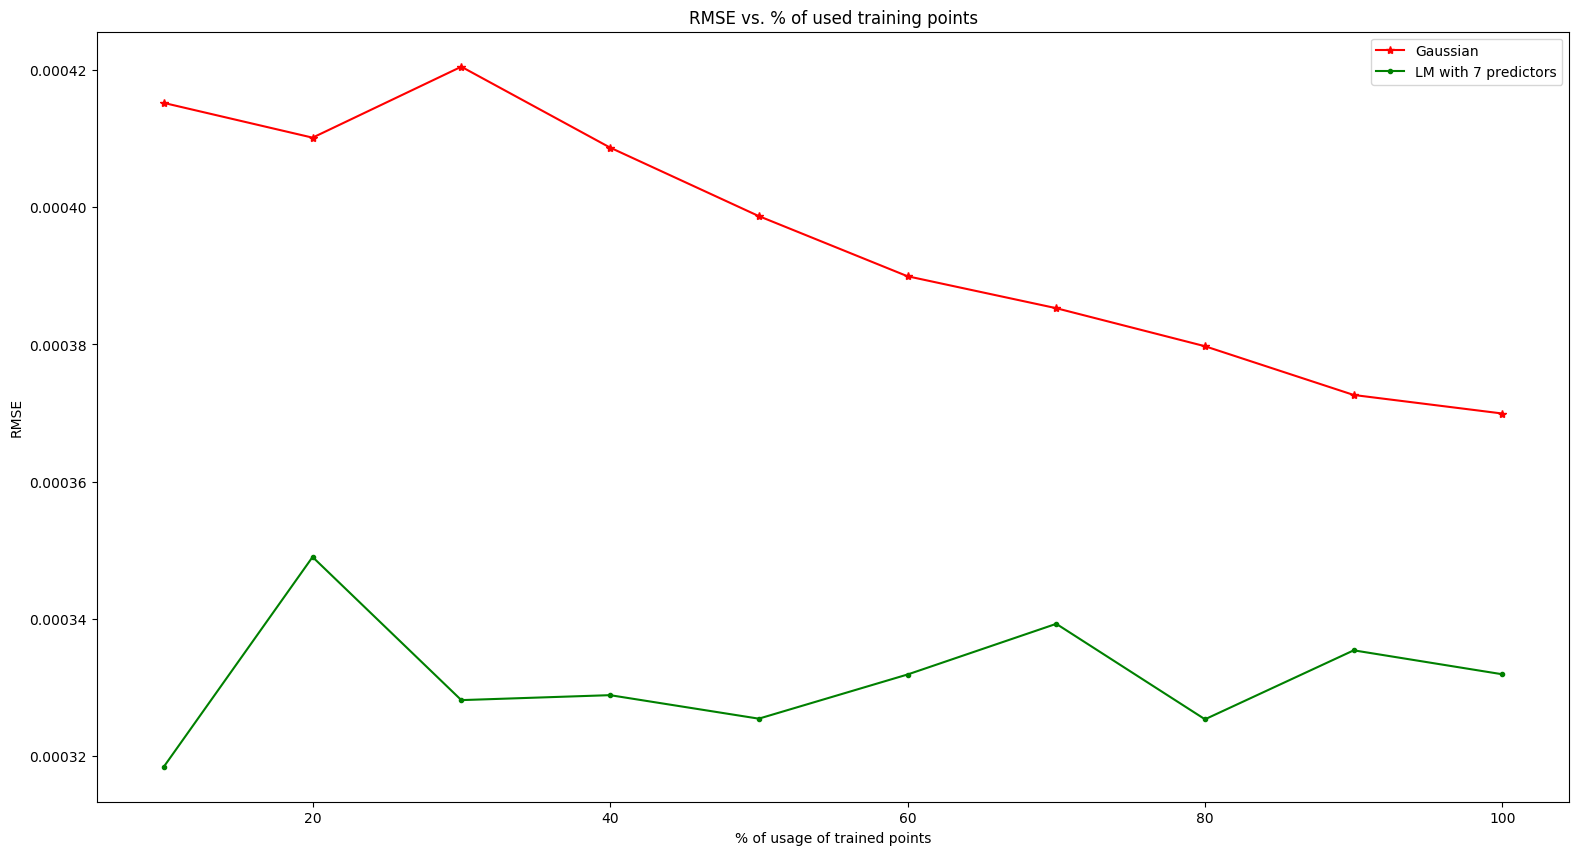 RMSE vs. % of used training points
Gaussian
LM with 7 predictors
0.00042
0.00040
0.00038
0.00036
0.00034
0.00032
RMSE
20
40
60
80
100
% of usage of trained points